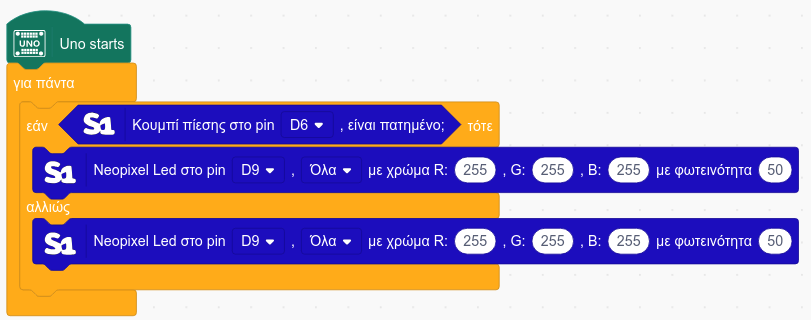 UNO Uno starts
για πάντα
εάν S1 Κουμπί πίεσης στο pin D6 , είναι πατημένο; τότε
S1 Neopixel Led στο pin D9 , Όλα με χρώμα R: 255 , G: 255 , B: 255 με φωτεινότητα 50
αλλιώς
S1 Neopixel Led στο pin D9 , Όλα με χρώμα R: 255 , G: 255 , B: 255 με φωτεινότητα 50